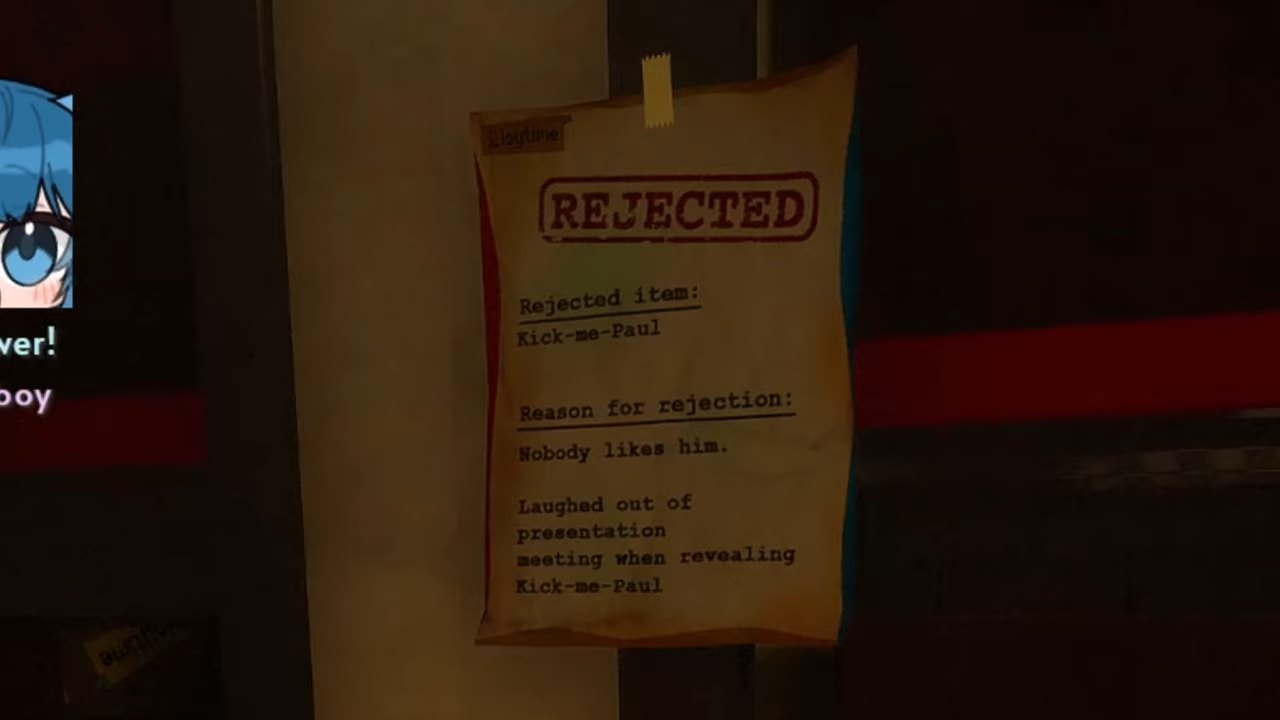 Playtime
REJECTED
Rejected item:
Kick-me-Paul
Reason for rejection:
Nobody likes him.
Laughed out of
presentation
meeting when revealing
Kick-me-Paul
ver!
boy